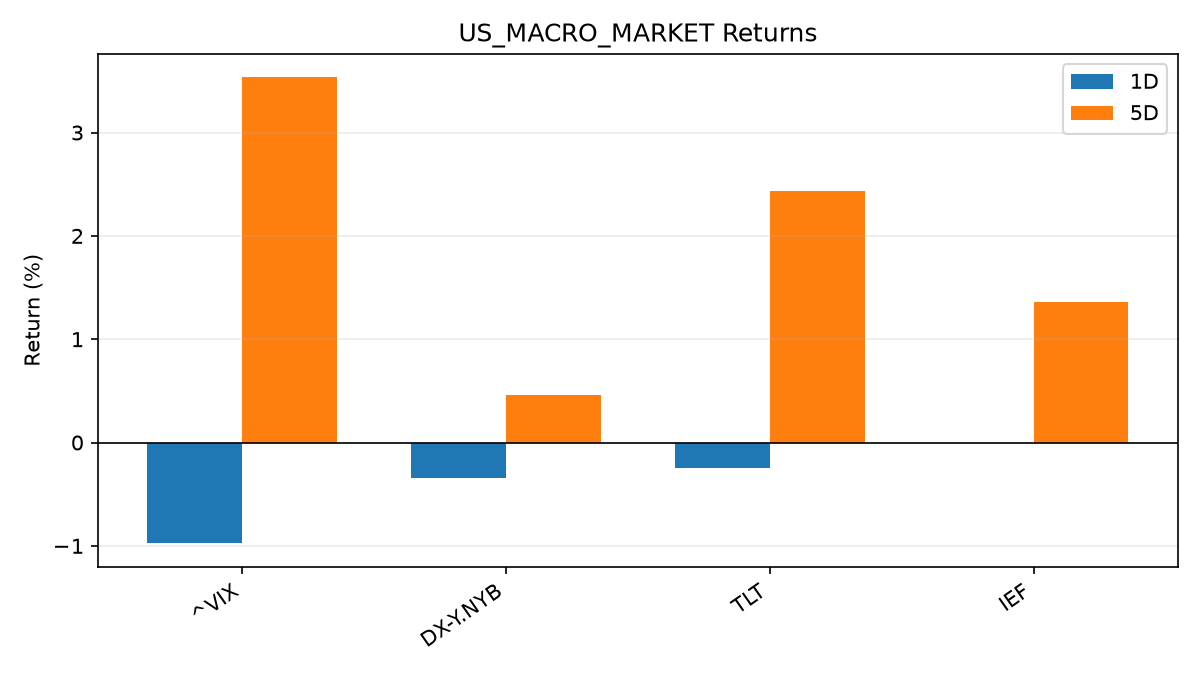 US_MACRO_MARKET Returns
1D
5D
Return (%)
3
2
1
0
−1
^VIX
DX-Y.NYB
TLT
IEF